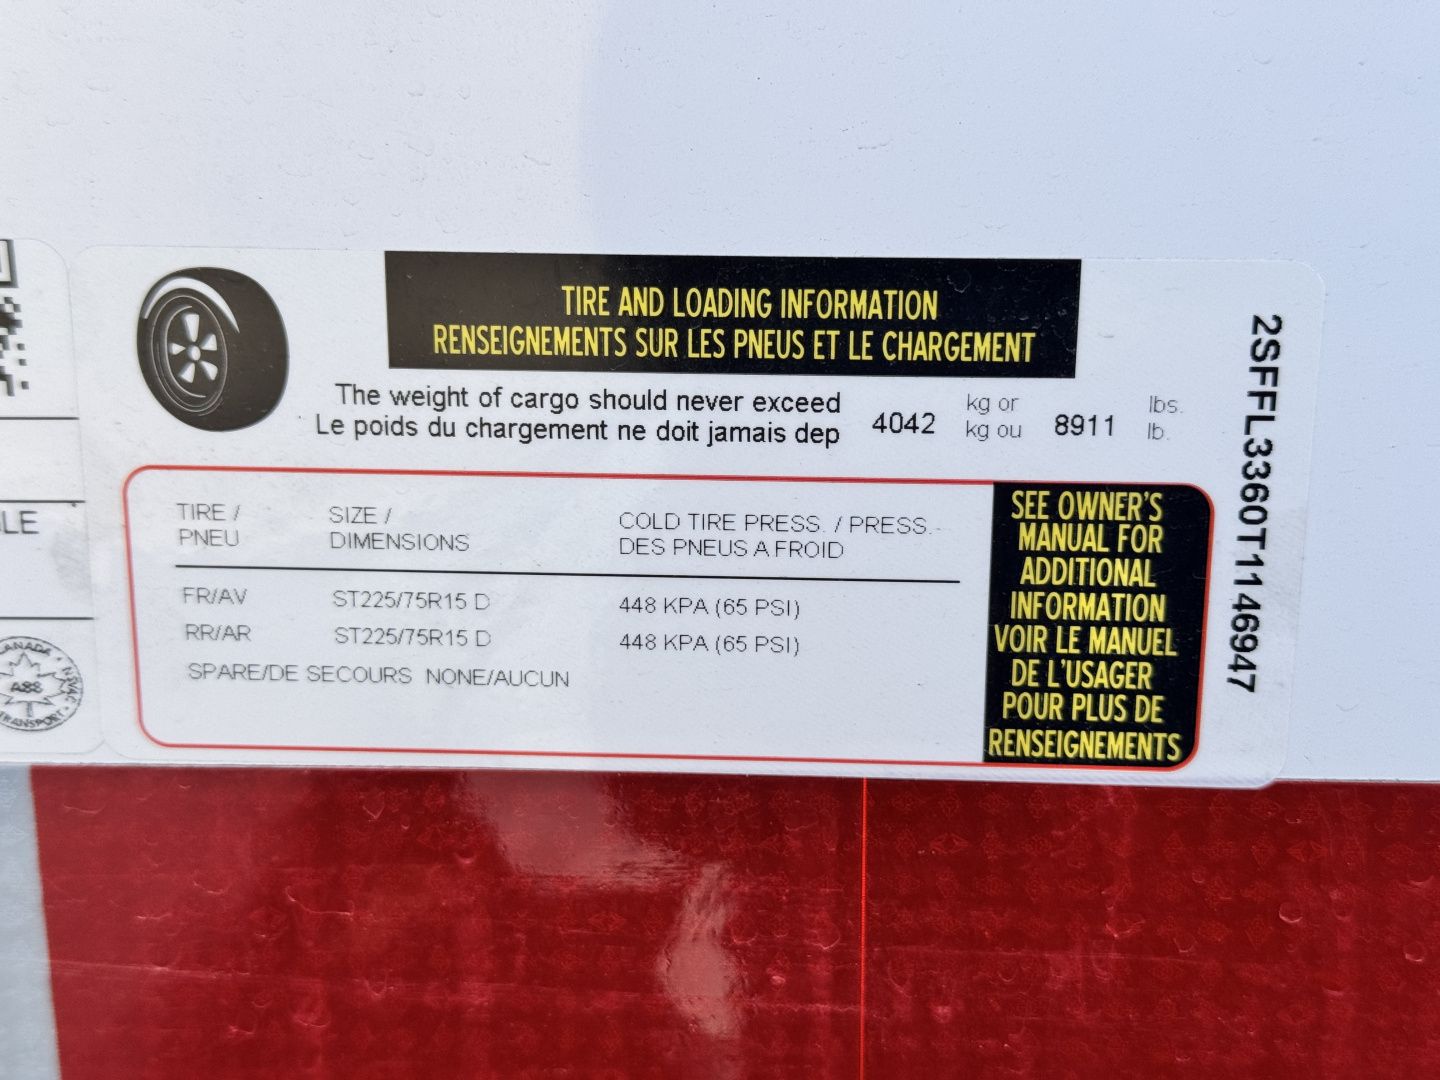 TIRE AND LOADING INFORMATION
RENSEIGNEMENTS SUR LES PNEUS ET LE CHARGEMENT
The weight of cargo should never exceed 4042 kg or 8911 lbs.
Le poids du chargement ne doit jamais dep kg ou lb.
TIRE / SIZE / COLD TIRE PRESS. / PRESS.
PNEU DIMENSIONS DES PNEUS A FROID
FR/AV ST225/75R15 D 448 KPA (65 PSI)
RR/AR ST225/75R15 D 448 KPA (65 PSI)
SPARE/DE SECOURS NONE/AUCUN
SEE OWNER'S
MANUAL FOR
ADDITIONAL
INFORMATION
VOIR LE MANUEL
DE L'USAGER
POUR PLUS DE
RENSEIGNEMENTS
2SFFL3360T1146947
LE
CANADA
A88
NSVAC
TRANSPORT